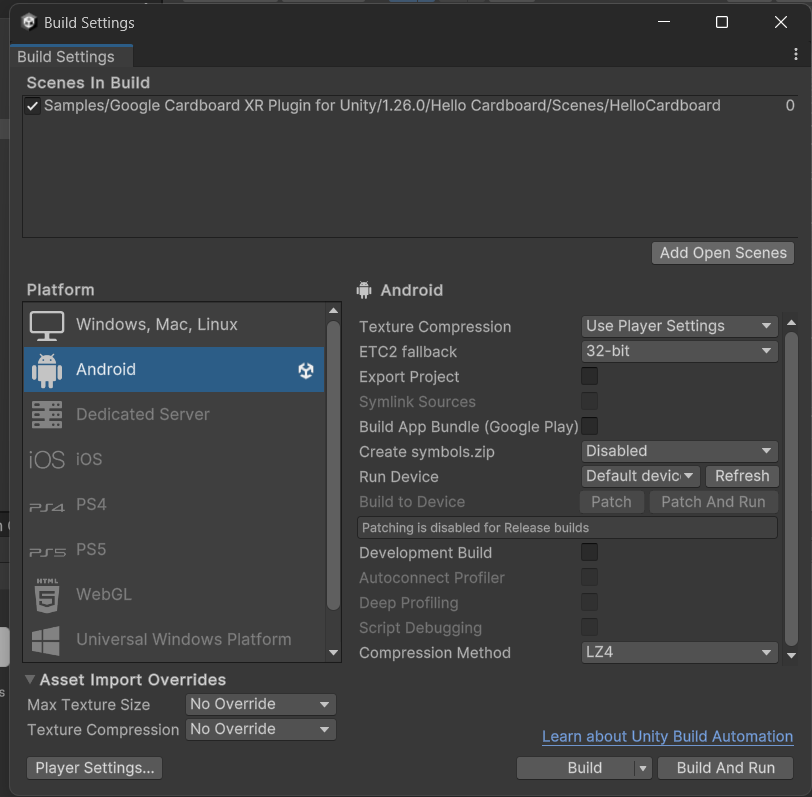 Build Settings
Build Settings
Scenes In Build
Samples/Google Cardboard XR Plugin for Unity/1.26.0/Hello Cardboard/Scenes/HelloCardboard 0
Add Open Scenes
Platform
Windows, Mac, Linux
Android
Dedicated Server
iOS iOS
PS4 PS4
PS5 PS5
HTML 5 WebGL
Universal Windows Platform
Android
Texture Compression Use Player Settings
ETC2 fallback 32-bit
Export Project
Symlink Sources
Build App Bundle (Google Play)
Create symbols.zip Disabled
Run Device Default devic Refresh
Build to Device Patch Patch And Run
Patching is disabled for Release builds
Development Build
Autoconnect Profiler
Deep Profiling
Script Debugging
Compression Method LZ4
Asset Import Overrides
Max Texture Size No Override
Texture Compression No Override
Learn about Unity Build Automation
Player Settings... Build Build And Run